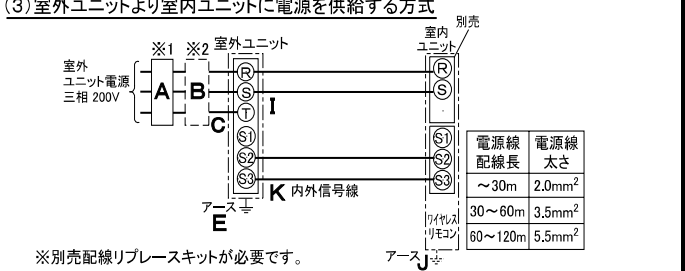 (3)室外ユニットより室内ユニットに電源を供給する方式
別売
※1 ※2 室外ユニット
室内
ユニット
室外
ユニット電源
三相 200V
A
B
C
R
S
T
S1
S2
S3
I
R
S
S1
S2
S3
K 内外信号線
アース
E
ワイヤレス
リモコン
アース J
電源線
配線長
電源線
太さ
～30m 2.0mm²
30～60m 3.5mm²
60～120m 5.5mm²
※別売配線リプレースキットが必要です。